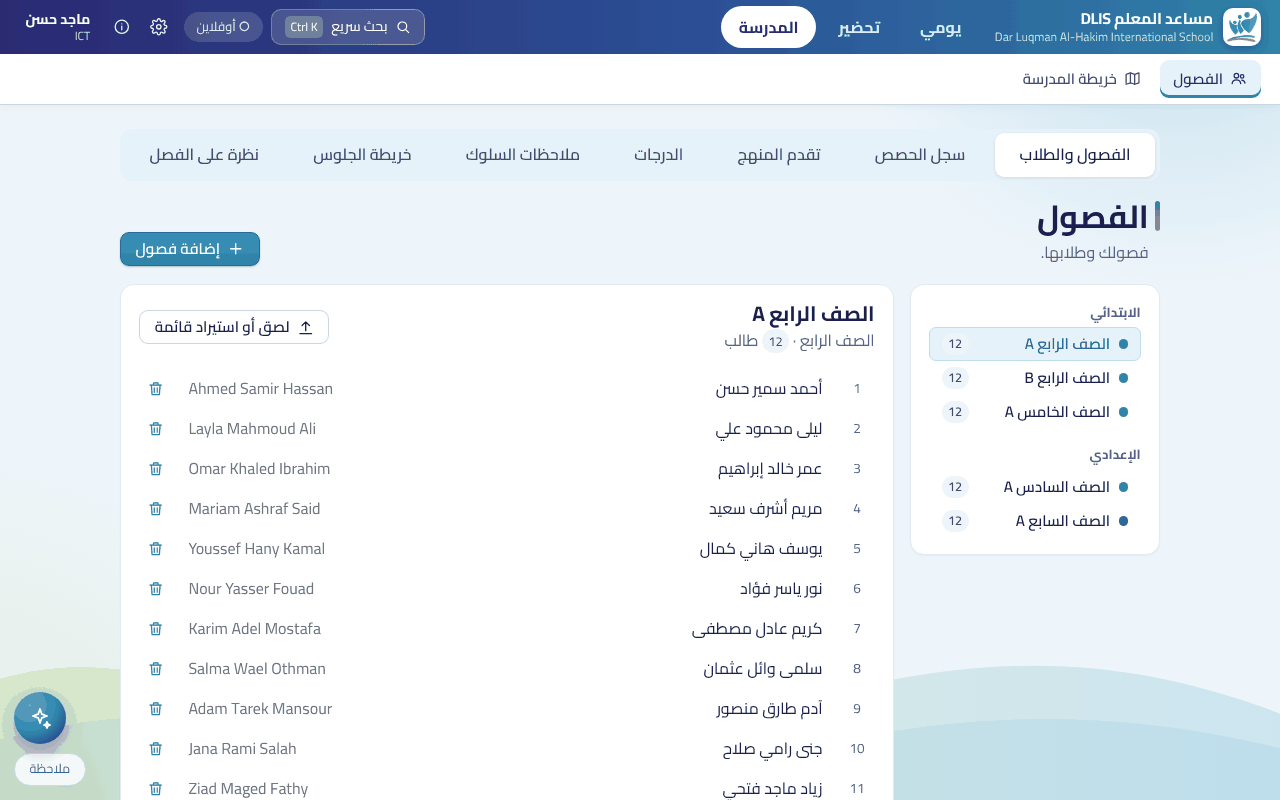 مساعد المعلم DLIS
Dar Luqman Al-Hakim International School
يومي
تحضير
المدرسة
بحث سريع Ctrl K
أوفلاين
ماجد حسن
ICT
الفصول
خريطة المدرسة
الفصول والطلاب
سجل الحصص
تقدم المنهج
الدرجات
ملاحظات السلوك
خريطة الجلوس
نظرة على الفصل
الفصول
فصولك وطلابها.
إضافة فصول
الابتدائي
الصف الرابع A 12
الصف الرابع B 12
الصف الخامس A 12
الإعدادي
الصف السادس A 12
الصف السابع A 12
الصف الرابع A
الصف الرابع · 12 طالب
لصق أو استيراد قائمة
1 أحمد سمير حسن Ahmed Samir Hassan
2 ليلى محمود علي Layla Mahmoud Ali
3 عمر خالد إبراهيم Omar Khaled Ibrahim
4 مريم أشرف سعيد Mariam Ashraf Said
5 يوسف هاني كمال Youssef Hany Kamal
6 نور ياسر فؤاد Nour Yasser Fouad
7 كريم عادل مصطفى Karim Adel Mostafa
8 سلمى وائل عثمان Salma Wael Othman
9 آدم طارق منصور Adam Tarek Mansour
10 جنى رامي صلاح Jana Rami Salah
11 زياد ماجد فتحي Ziad Maged Fathy
ملاحظة